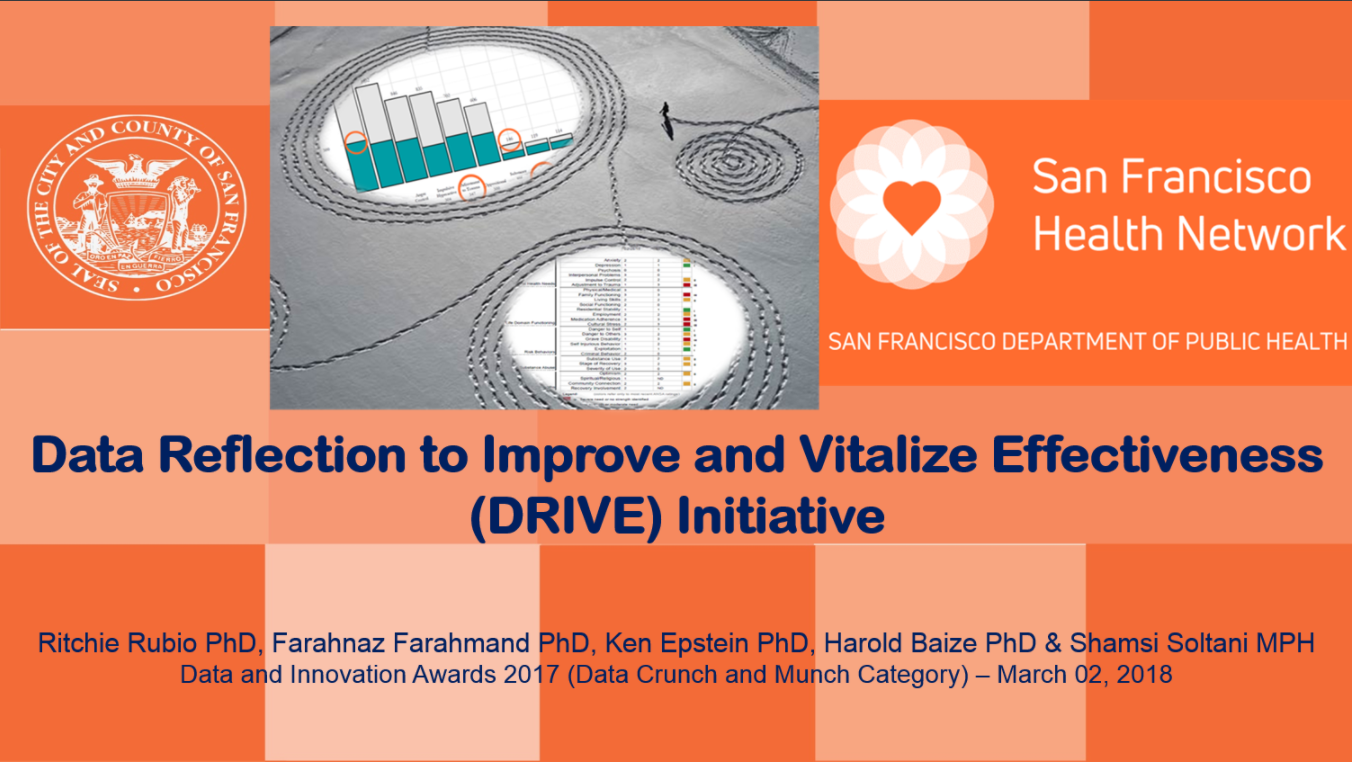 SEAL OF THE CITY AND COUNTY OF SAN FRANCISCO
ORO EN PAZ
FIERRO
EN GUERRA
San Francisco
Health Network
SAN FRANCISCO DEPARTMENT OF PUBLIC HEALTH
Anxiety
Depression
Psychosis
Interpersonal Problems
Impulse Control
Adjustment to Trauma
Physical/Medical
Family Functioning
Living Skills
Social Functioning
Residential Stability
Employment
Medication Adherence
Cultural Stress
Danger to Self
Danger to Others
Grave Disability
Self Injurious Behavior
Exploitation
Criminal Behavior
Substance Use
Stage of Recovery
Severity of Use
Optimism
Spiritual/Religious
Community Connection
Recovery Involvement
Life Domain Functioning
Risk Behaviors
Data Reflection to Improve and Vitalize Effectiveness
(DRIVE) Initiative
Ritchie Rubio PhD, Farahnaz Farahmand PhD, Ken Epstein PhD, Harold Baize PhD & Shamsi Soltani MPH
Data and Innovation Awards 2017 (Data Crunch and Munch Category) – March 02, 2018